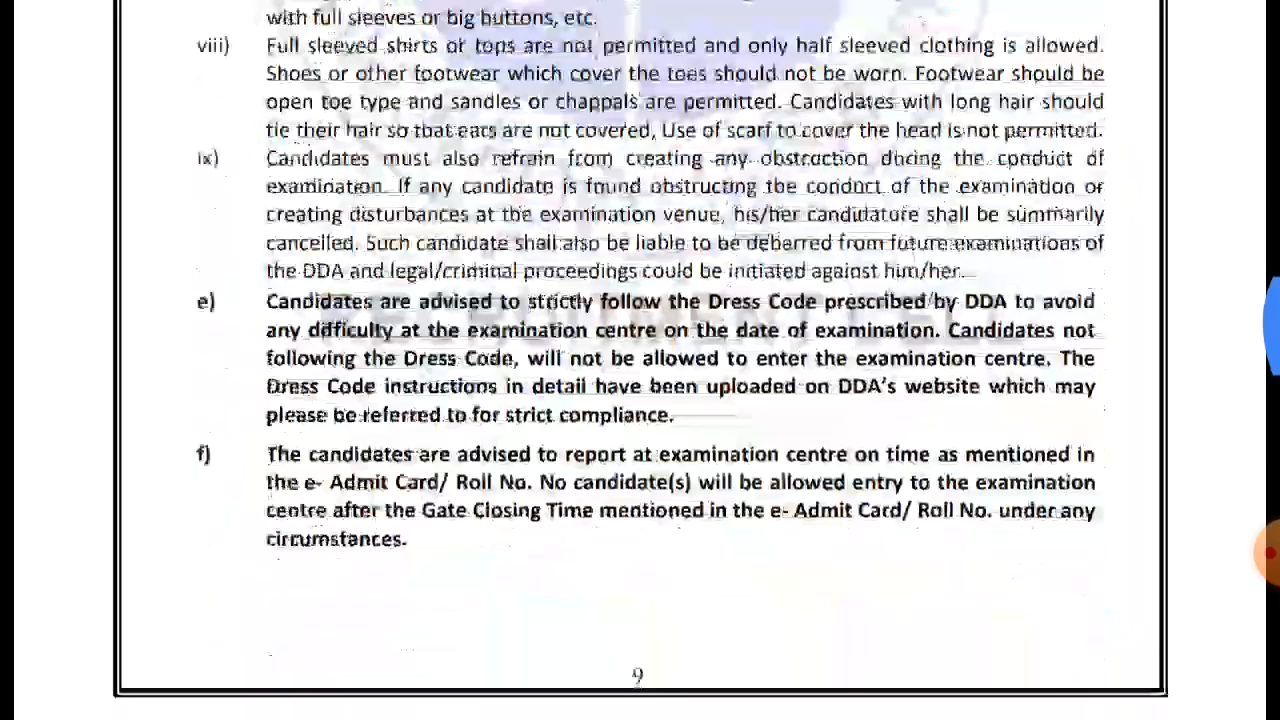 with full sleeves or big buttons, etc.
viii) Full sleeved shirts or tops are not permitted and only half sleeved clothing is allowed.
Shoes or other footwear which cover the toes should not be worn. Footwear should be
open toe type and sandles or chappals are permitted. Candidates with long hair should
tie their hair so that ears are not covered, Use of scarf to cover the head is not permitted.
ix) Candidates must also refrain from creating any obstruction during the conduct of
examination. If any candidate is found obstructing the conduct of the examination or
creating disturbances at the examination venue, his/her candidature shall be summarily
cancelled. Such candidate shall also be liable to be debarred from future examinations of
the DDA and legal/criminal proceedings could be initiated against him/her.
e) Candidates are advised to strictly follow the Dress Code prescribed by DDA to avoid
any difficulty at the examination centre on the date of examination. Candidates not
following the Dress Code, will not be allowed to enter the examination centre. The
Dress Code instructions in detail have been uploaded on DDA's website which may
please be referred to for strict compliance.
f) The candidates are advised to report at examination centre on time as mentioned in
the e- Admit Card/ Roll No. No candidate(s) will be allowed entry to the examination
centre after the Gate Closing Time mentioned in the e- Admit Card/ Roll No. under any
circumstances.
9